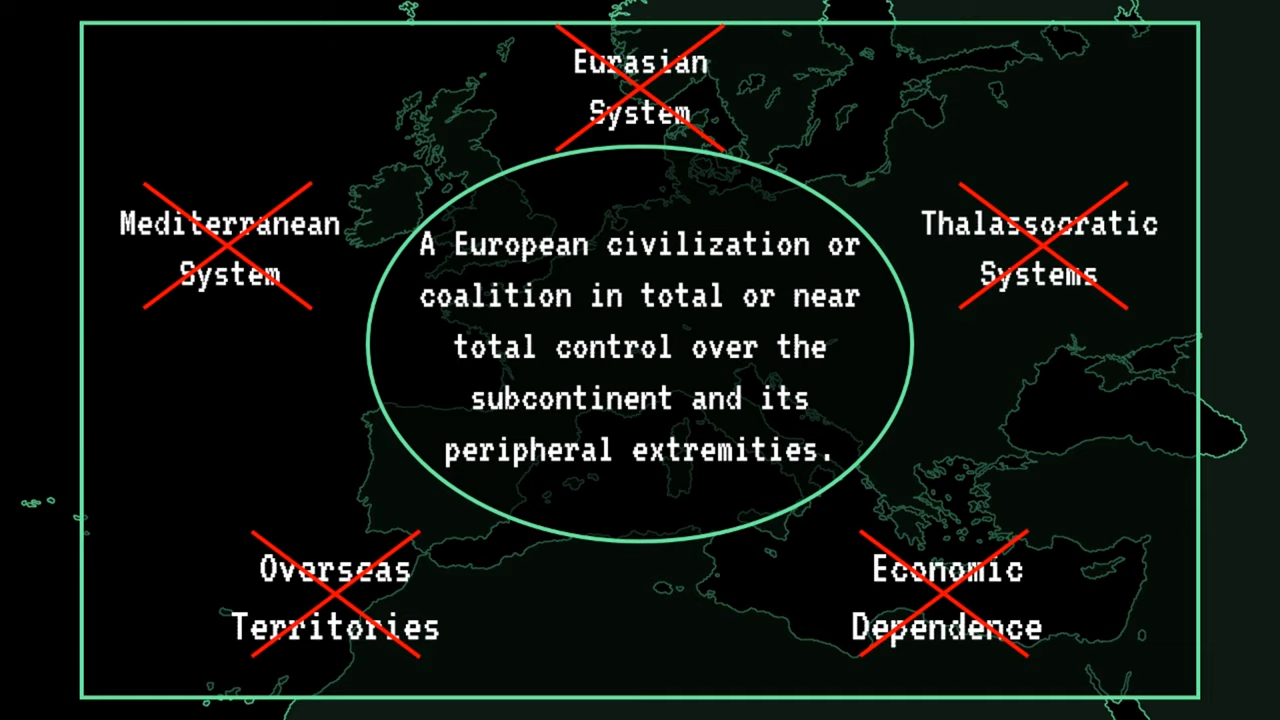 Eurasian
System
Mediterranean
System
Thalassocratic
Systems
A European civilization or
coalition in total or near
total control over the
subcontinent and its
peripheral extremities.
Overseas
Territories
Economic
Dependence